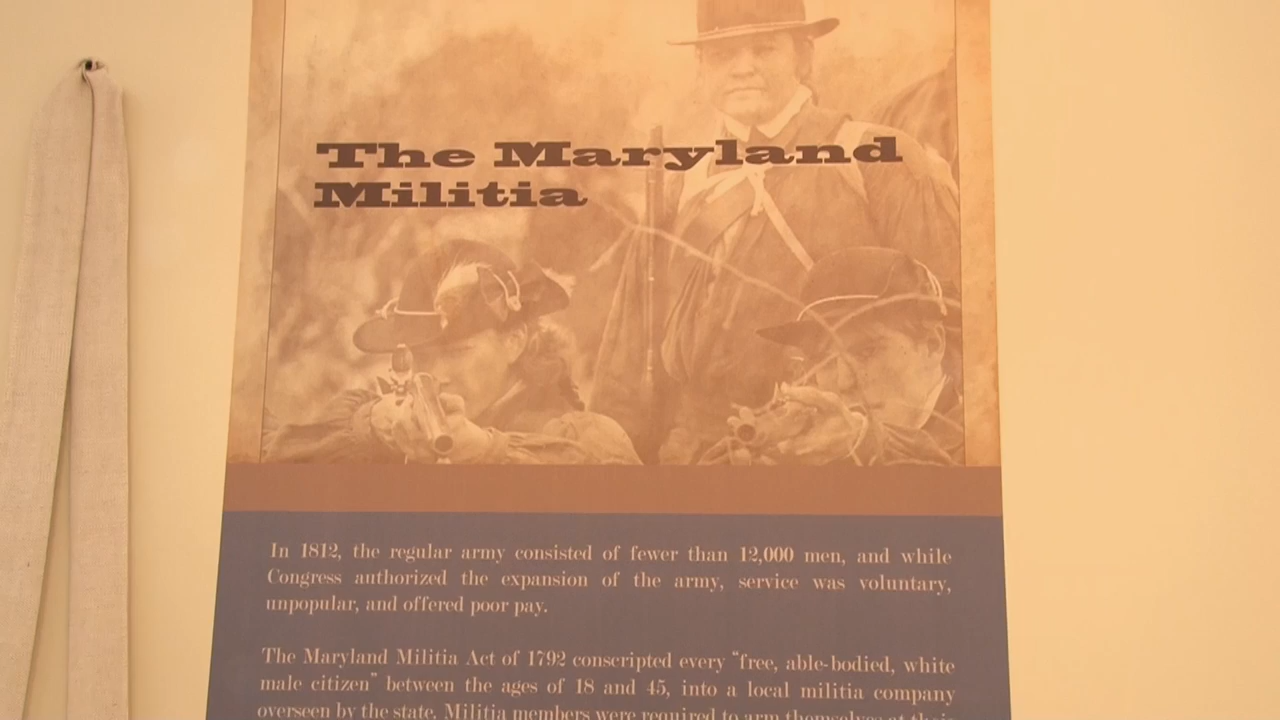 The Maryland
Militia
In 1812, the regular army consisted of fewer than 12,000 men, and while
Congress authorized the expansion of the army, service was voluntary,
unpopular, and offered poor pay.
The Maryland Militia Act of 1792 conscripted every “free, able-bodied, white
male citizen” between the ages of 18 and 45, into a local militia company
overseen by the state. Militia members were required to arm themselves at their